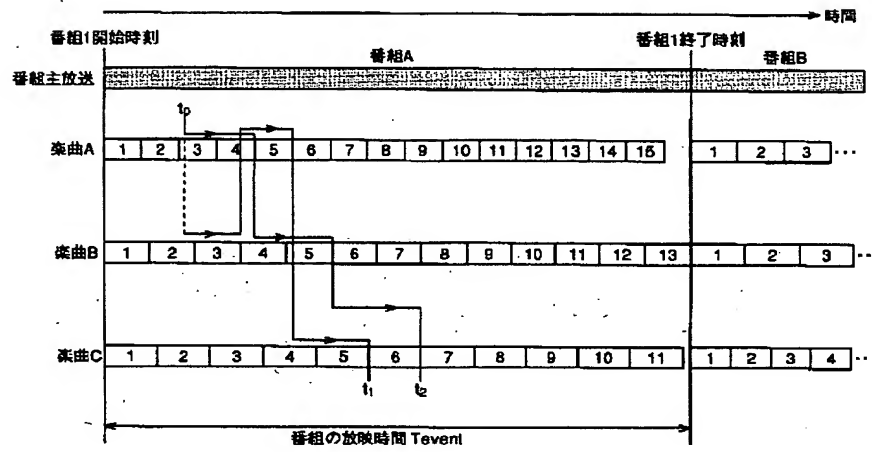 時間
番組1開始時刻 番組1終了時刻
番組A 番組B
番組主放送
t₀
楽曲A 1 2 3 4 5 6 7 8 9 10 11 12 13 14 15 1 2 3 ···
楽曲B 1 2 3 4 5 6 7 8 9 10 11 12 13 1 2 3 ··
楽曲C 1 2 3 4 5 6 7 8 9 10 11 1 2 3 4 ··
t₁ t₂
番組の放映時間 Tevent